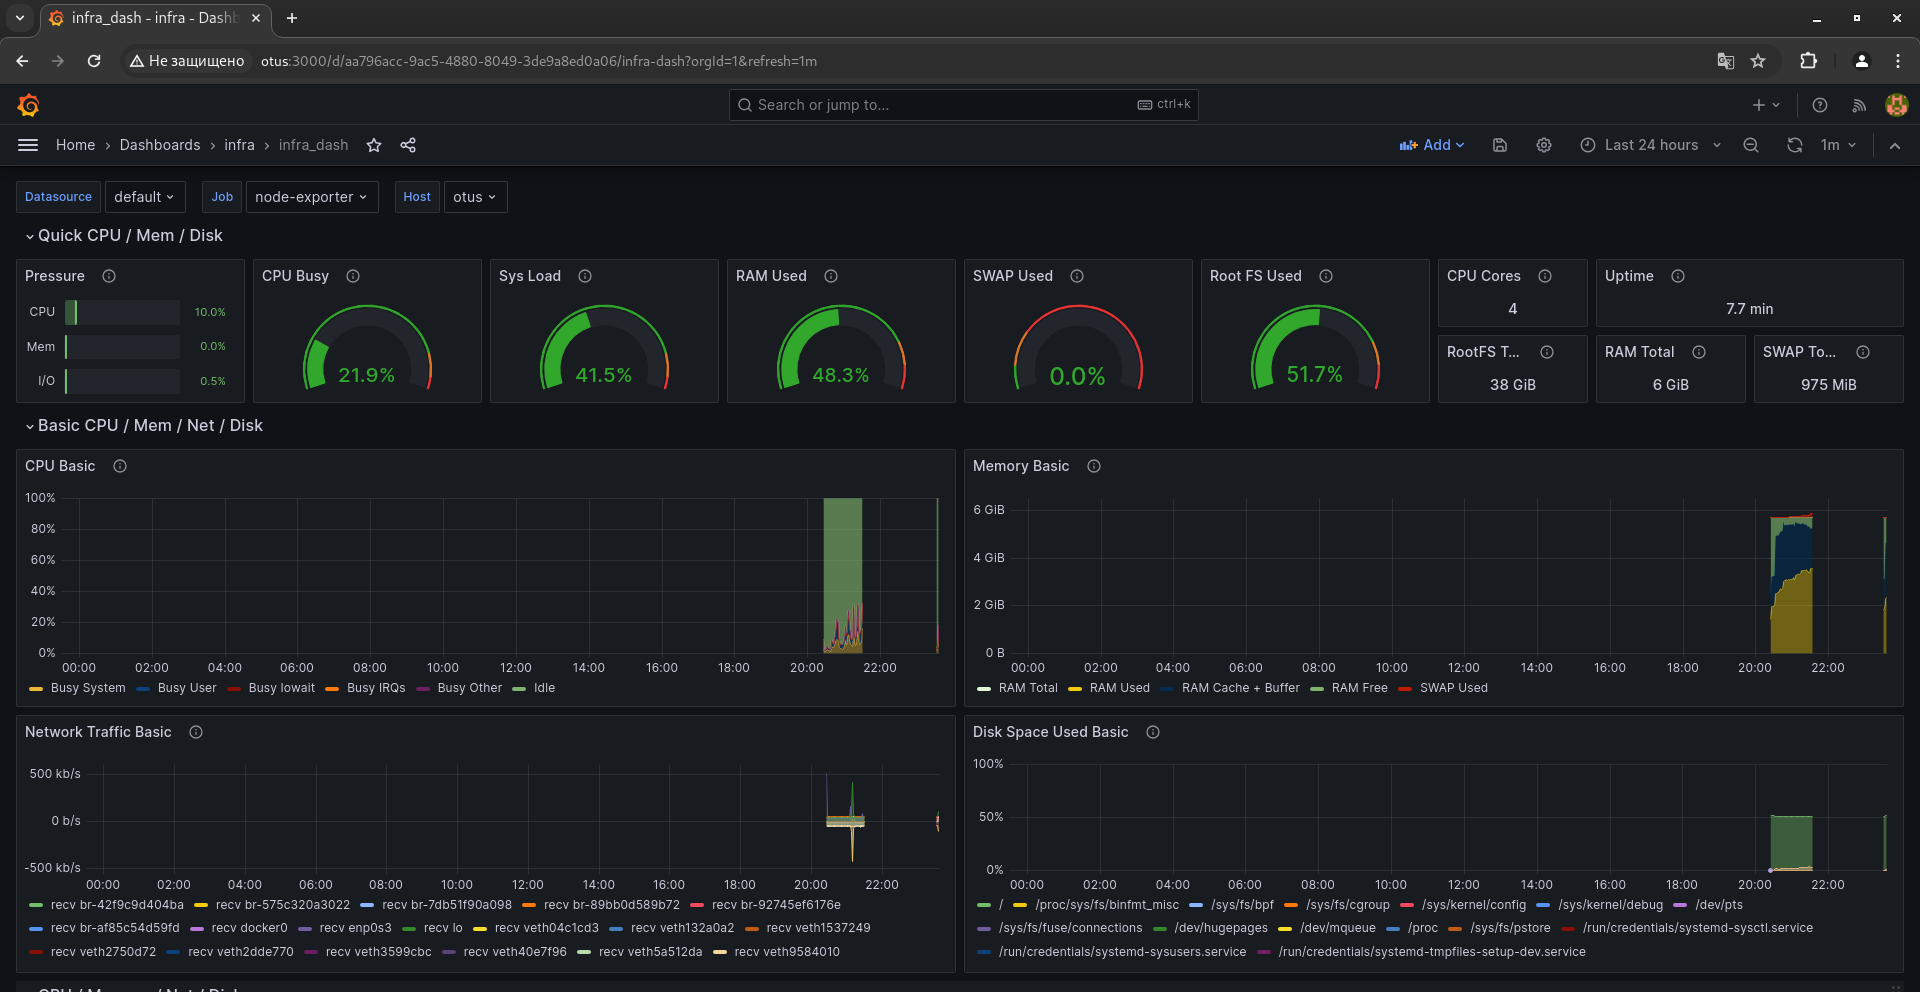 infra_dash - infra - Dashb
Не защищено otus:3000/d/aa796acc-9ac5-4880-8049-3de9a8ed0a06/infra-dash?orgId=1&refresh=1m
Search or jump to... ctrl+k
Home › Dashboards › infra › infra_dash Add Last 24 hours 1m
Datasource default Job node-exporter Host otus
Quick CPU / Mem / Disk
Pressure
CPU 10.0%
Mem 0.0%
I/O 0.5%
CPU Busy
21.9%
Sys Load
41.5%
RAM Used
48.3%
SWAP Used
0.0%
Root FS Used
51.7%
CPU Cores
4
Uptime
7.7 min
RootFS T...
38 GiB
RAM Total
6 GiB
SWAP To...
975 MiB
Basic CPU / Mem / Net / Disk
CPU Basic
100%
80%
60%
40%
20%
0%
00:00 02:00 04:00 06:00 08:00 10:00 12:00 14:00 16:00 18:00 20:00 22:00
Busy System Busy User Busy Iowait Busy IRQs Busy Other Idle
Memory Basic
6 GiB
4 GiB
2 GiB
0 B
00:00 02:00 04:00 06:00 08:00 10:00 12:00 14:00 16:00 18:00 20:00 22:00
RAM Total RAM Used RAM Cache + Buffer RAM Free SWAP Used
Network Traffic Basic
500 kb/s
0 b/s
-500 kb/s
00:00 02:00 04:00 06:00 08:00 10:00 12:00 14:00 16:00 18:00 20:00 22:00
recv br-42f9c9d404ba recv br-575c320a3022 recv br-7db51f90a098 recv br-89bb0d589b72 recv br-92745ef6176e
recv br-af85c54d59fd recv docker0 recv enp0s3 recv lo recv veth04c1cd3 recv veth132a0a2 recv veth1537249
recv veth2750d72 recv veth2dde770 recv veth3599cbc recv veth40e7f96 recv veth5a512da recv veth9584010
Disk Space Used Basic
100%
50%
0%
00:00 02:00 04:00 06:00 08:00 10:00 12:00 14:00 16:00 18:00 20:00 22:00
/ /proc/sys/fs/binfmt_misc /sys/fs/bpf /sys/fs/cgroup /sys/kernel/config /sys/kernel/debug /dev/pts
/sys/fs/fuse/connections /dev/hugepages /dev/mqueue /proc /sys/fs/pstore /run/credentials/systemd-sysctl.service
/run/credentials/systemd-sysusers.service /run/credentials/systemd-tmpfiles-setup-dev.service